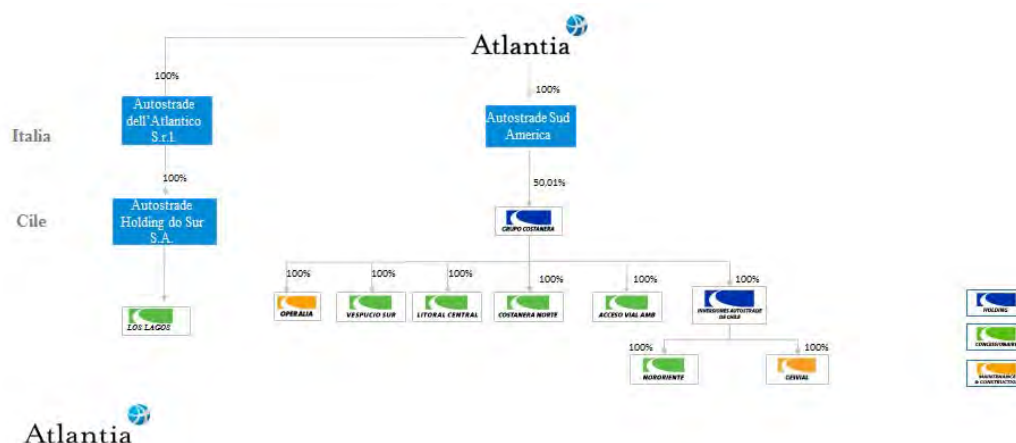 Atlantia
100%
100%
Autostrade
dell'Atlantico
S.r.l.
Autostrade Sud
America
Italia
100%
50,01%
Autostrade
Holding do Sur
S.A.
Cile
GRUPO COSTANERA
100%
100%
100%
100%
100%
100%
LOS LAGOS
OPERALIA
VESPUCIO SUR
LITORAL CENTRAL
COSTANERA NORTE
ACCESO VIAL AMB
INVERSIONES AUTOSTRADE
DE CHILE
HOLDING
100%
100%
NORORIENTE
GESVIAL
MAINTENANCE
& CONSTRUCTION
Atlantia